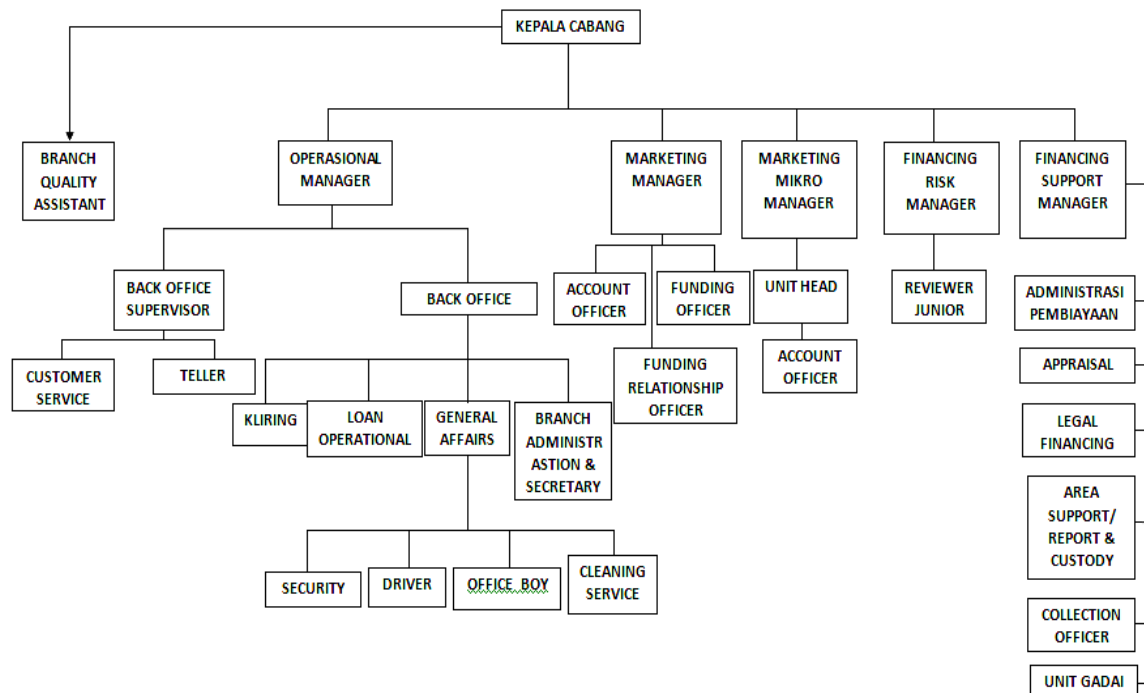 KEPALA CABANG
BRANCH
QUALITY
ASSISTANT
OPERASIONAL
MANAGER
MARKETING
MANAGER
MARKETING
MIKRO
MANAGER
FINANCING
RISK
MANAGER
FINANCING
SUPPORT
MANAGER
BACK OFFICE
SUPERVISOR
BACK OFFICE
ACCOUNT
OFFICER
FUNDING
OFFICER
UNIT HEAD
REVIEWER
JUNIOR
ADMINISTRASI
PEMBIAYAAN
CUSTOMER
SERVICE
TELLER
FUNDING
RELATIONSHIP
OFFICER
ACCOUNT
OFFICER
APPRAISAL
KLIRING
LOAN
OPERATIONAL
GENERAL
AFFAIRS
BRANCH
ADMINISTR
ASTION &
SECRETARY
LEGAL
FINANCING
AREA
SUPPORT/
REPORT &
CUSTODY
SECURITY
DRIVER
OFFICE BOY
CLEANING
SERVICE
COLLECTION
OFFICER
UNIT GADAI